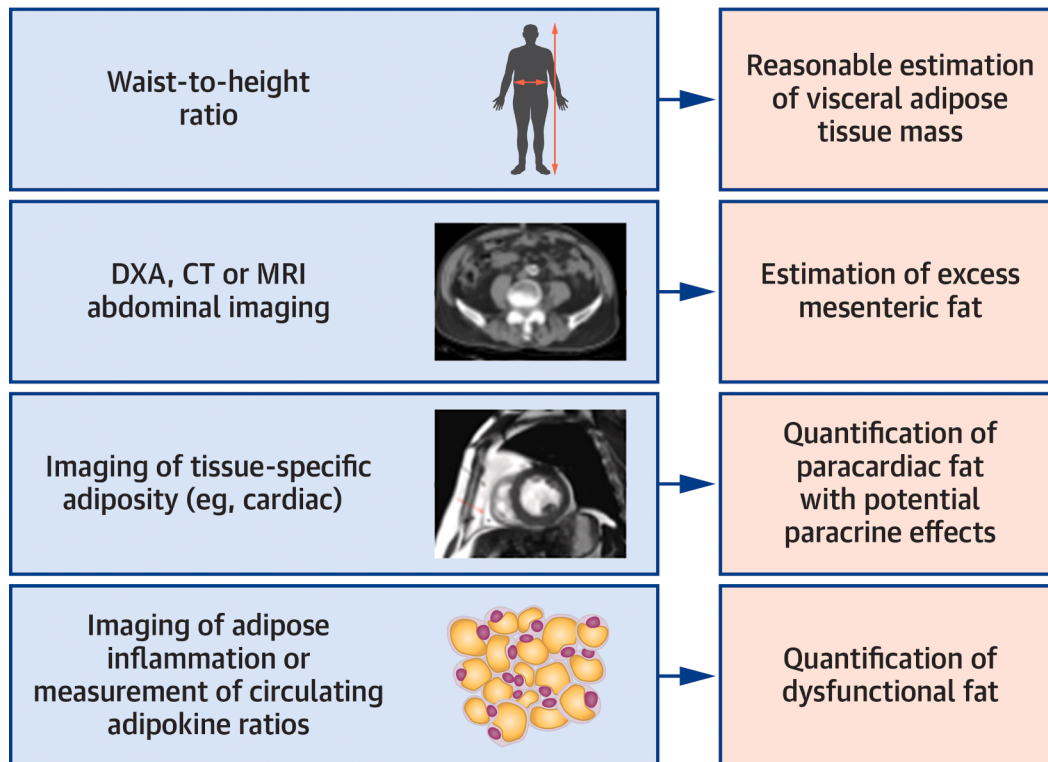 Waist-to-height
ratio
Reasonable estimation
of visceral adipose
tissue mass
DXA, CT or MRI
abdominal imaging
Estimation of excess
mesenteric fat
Imaging of tissue-specific
adiposity (eg, cardiac)
Quantification of
paracardiac fat
with potential
paracrine effects
Imaging of adipose
inflammation or
measurement of circulating
adipokine ratios
Quantification of
dysfunctional fat